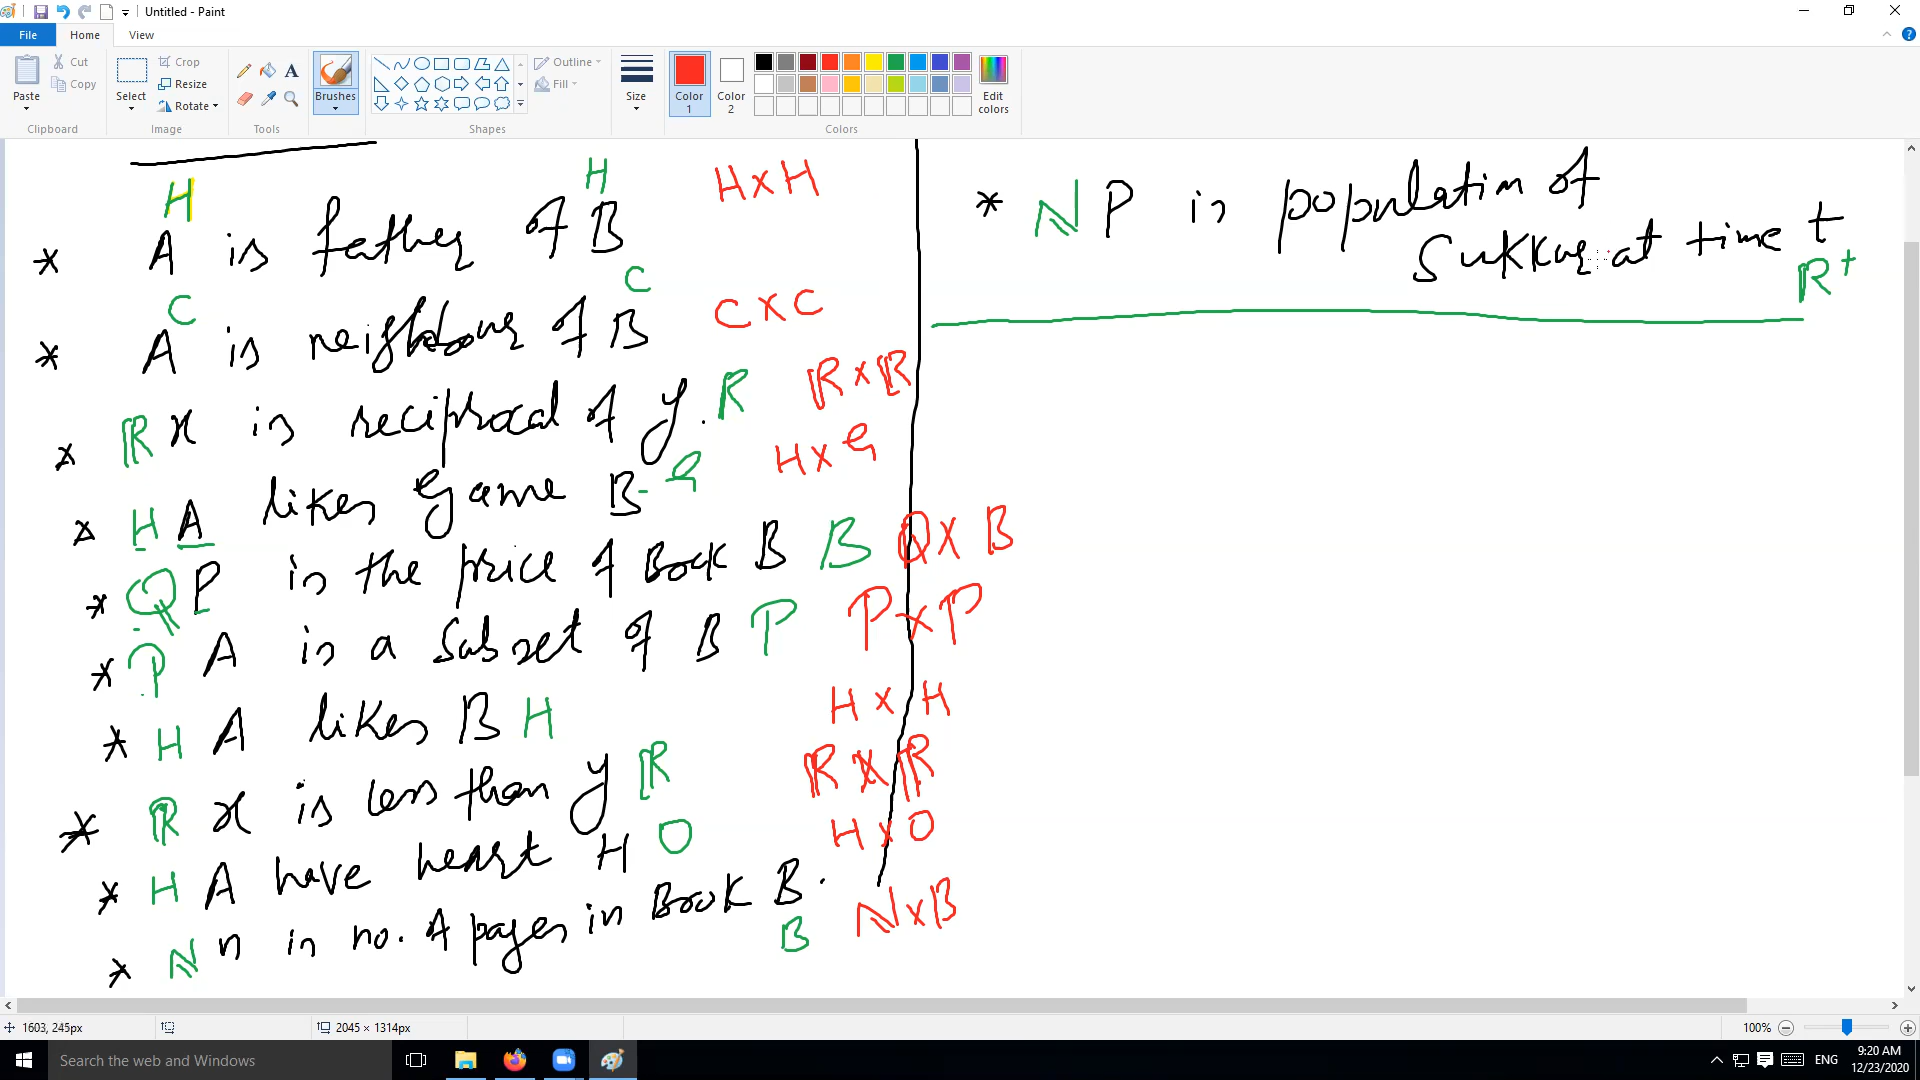 Untitled - Paint
File Home View
Paste
Cut
Copy
Clipboard
Select
Crop
Resize
Rotate
Image
Tools
Brushes
Shapes
Outline
Fill
Size
Color 1
Color 2
Edit colors
Colors
H H H×H
* A is father of B
C C C×C
* A is neighbour of B
* ℝ x is reciprocal of y. ℝ ℝ×ℝ
* H A likes Game B - G H×G
* Q P is the price of Book B B Q×B
* P A is a subset of B P P×P
* H A likes B H H×H
* ℝ x is less than y ℝ ℝ×ℝ
* H A have heart H O H×O
* N n is no. of pages in Book B. B N×B
* N P is population of
Sukkur at time t
ℝ+
1603, 245px
2045 × 1314px
100%
Search the web and Windows
ENG
9:20 AM
12/23/2020